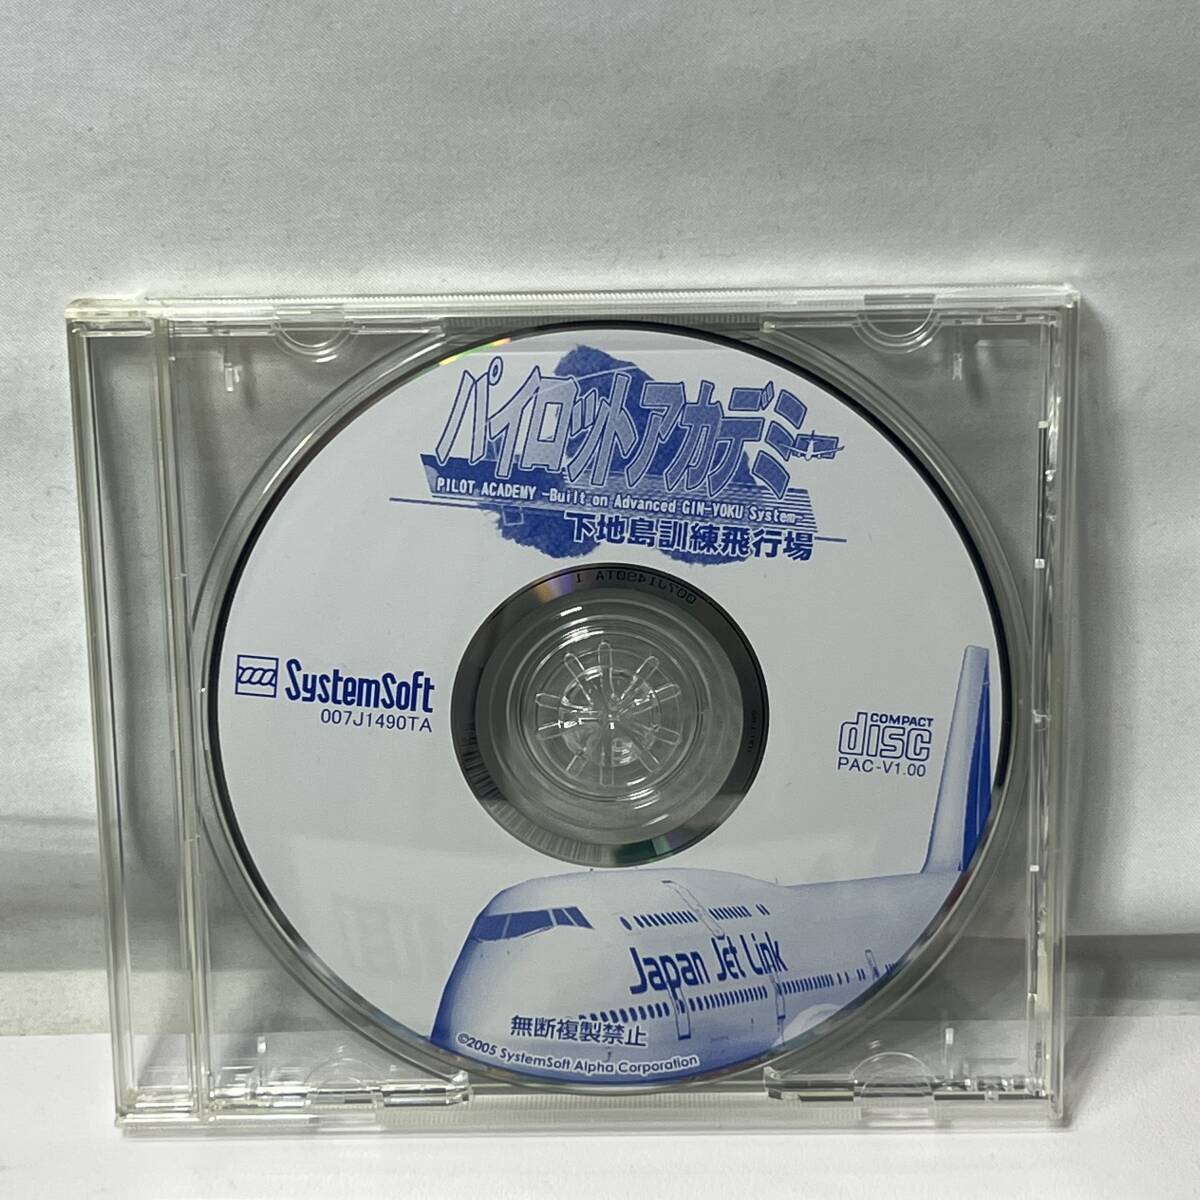 パイロットアカデミー
PILOT ACADEMY -Built on Advanced GIN-YOKU System-
下地島訓練飛行場
007J1490TA 1
SystemSoft
007J1490TA
COMPACT
disc
PAC-V1.00
Japan Jet Link
無断複製禁止
©2005 SystemSoft Alpha Corporation